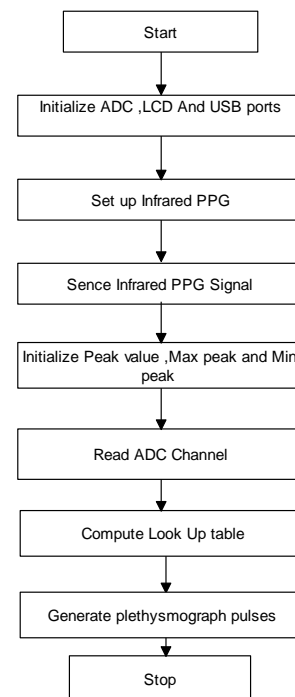 Start
Initialize ADC ,LCD And USB ports
Set up Infrared PPG
Sence Infrared PPG Signal
Initialize Peak value ,Max peak and Min
peak
Read ADC Channel
Compute Look Up table
Generate plethysmograph pulses
Stop